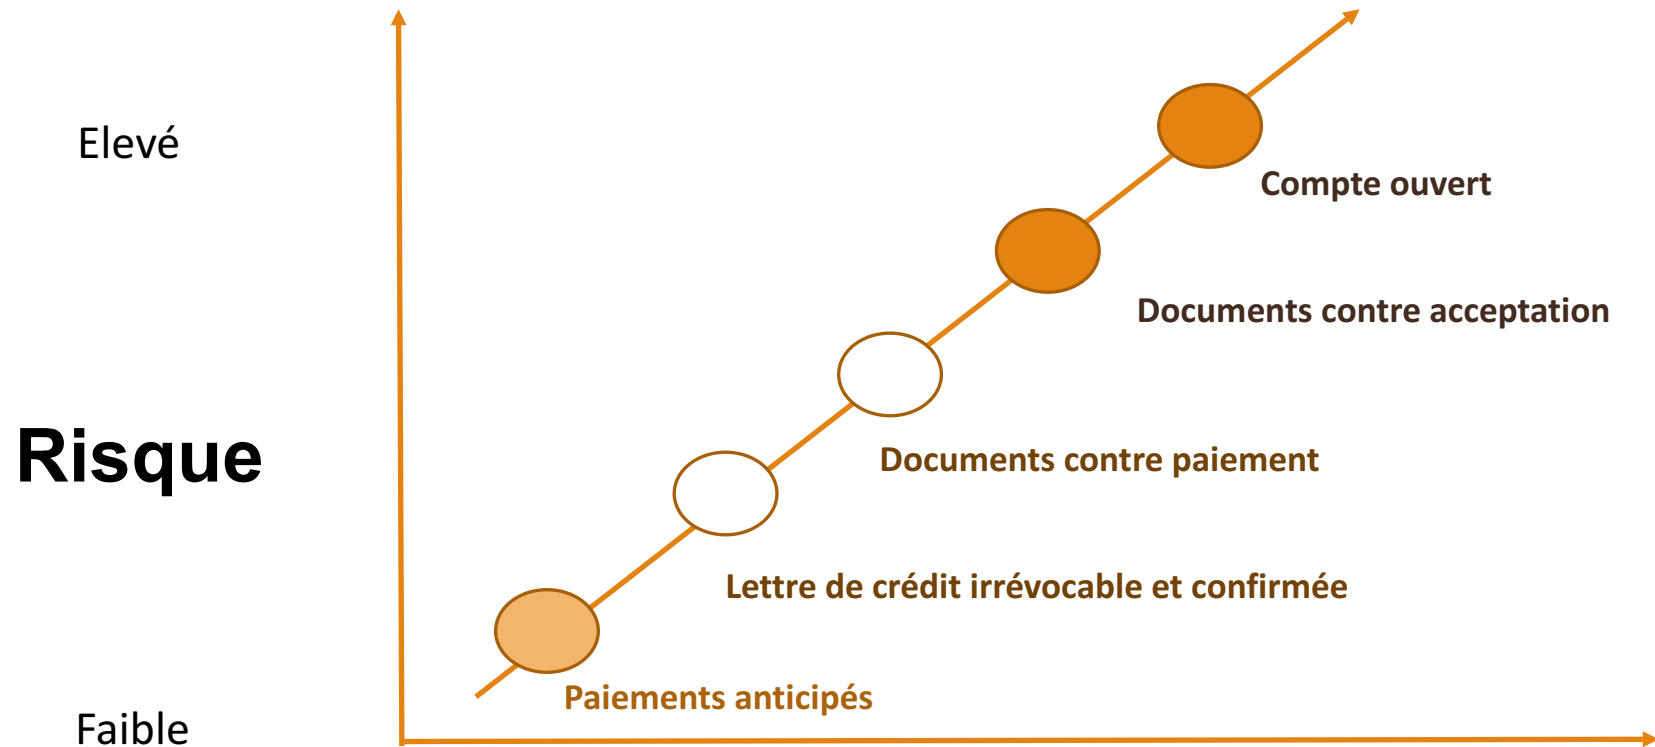 Elevé
Compte ouvert
Documents contre acceptation
Risque
Documents contre paiement
Lettre de crédit irrévocable et confirmée
Paiements anticipés
Faible